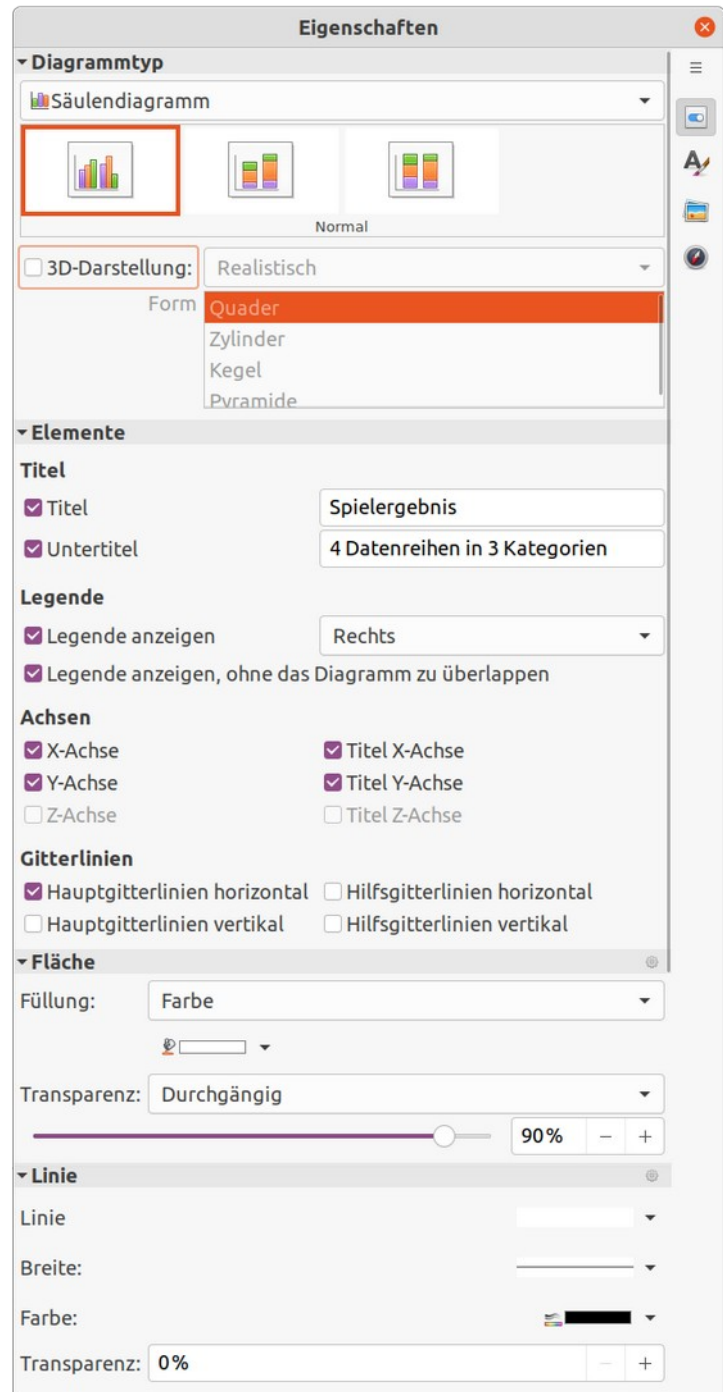 Eigenschaften
Diagrammtyp
Säulendiagramm
Normal
3D-Darstellung: Realistisch
Form Quader
Zylinder
Kegel
Pyramide
Elemente
Titel
Titel Spielergebnis
Untertitel 4 Datenreihen in 3 Kategorien
Legende
Legende anzeigen Rechts
Legende anzeigen, ohne das Diagramm zu überlappen
Achsen
X-Achse Titel X-Achse
Y-Achse Titel Y-Achse
Z-Achse Titel Z-Achse
Gitterlinien
Hauptgitterlinien horizontal Hilfsgitterlinien horizontal
Hauptgitterlinien vertikal Hilfsgitterlinien vertikal
Fläche
Füllung: Farbe
Transparenz: Durchgängig
90% − +
Linie
Linie
Breite:
Farbe:
Transparenz: 0% − +